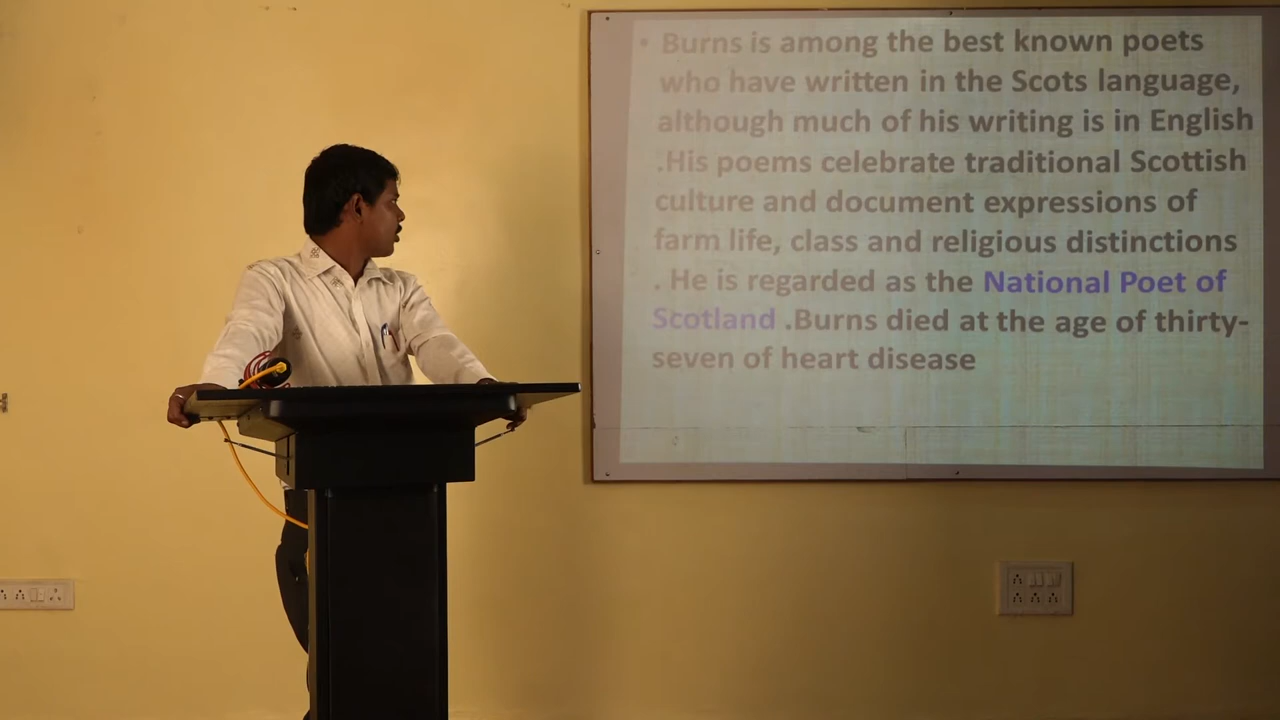 • Burns is among the best known poets
who have written in the Scots language,
although much of his writing is in English
.His poems celebrate traditional Scottish
culture and document expressions of
farm life, class and religious distinctions
. He is regarded as the National Poet of
Scotland .Burns died at the age of thirty-
seven of heart disease